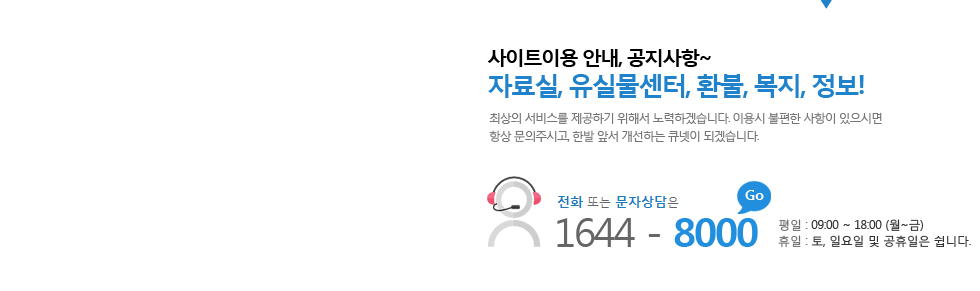 사이트이용 안내, 공지사항~
자료실, 유실물센터, 환불, 복지, 정보!
최상의 서비스를 제공하기 위해서 노력하겠습니다. 이용시 불편한 사항이 있으시면
항상 문의주시고, 한발 앞서 개선하는 큐넷이 되겠습니다.
전화 또는 문자상담은
Go
1644 - 8000
평일 : 09:00 ~ 18:00 (월~금)
휴일 : 토, 일요일 및 공휴일은 쉽니다.